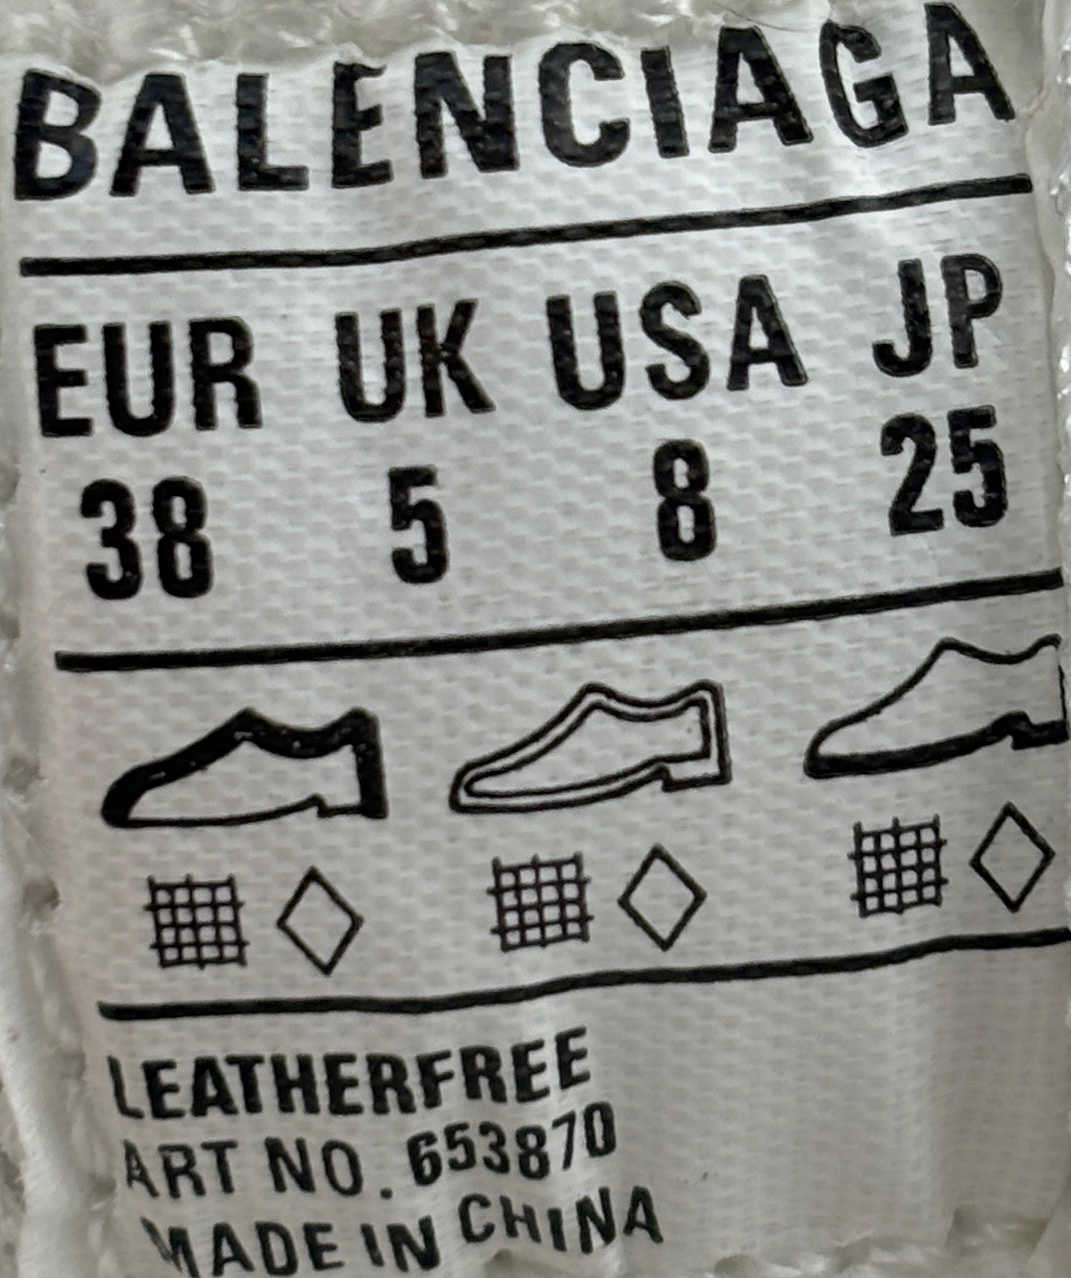 BALENCIAGA
EUR UK USA JP
38 5 8 25
LEATHERFREE
ART NO. 653870
MADE IN CHINA